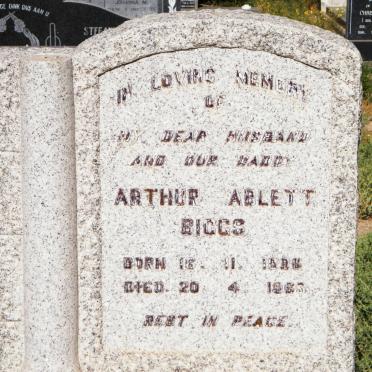 IN LOVING MEMORY
OF
MY DEAR HUSBAND
AND OUR DADDY
ARTHUR ABLETT
BIGGS
BORN 11.
DIED 20 4
REST IN PEACE